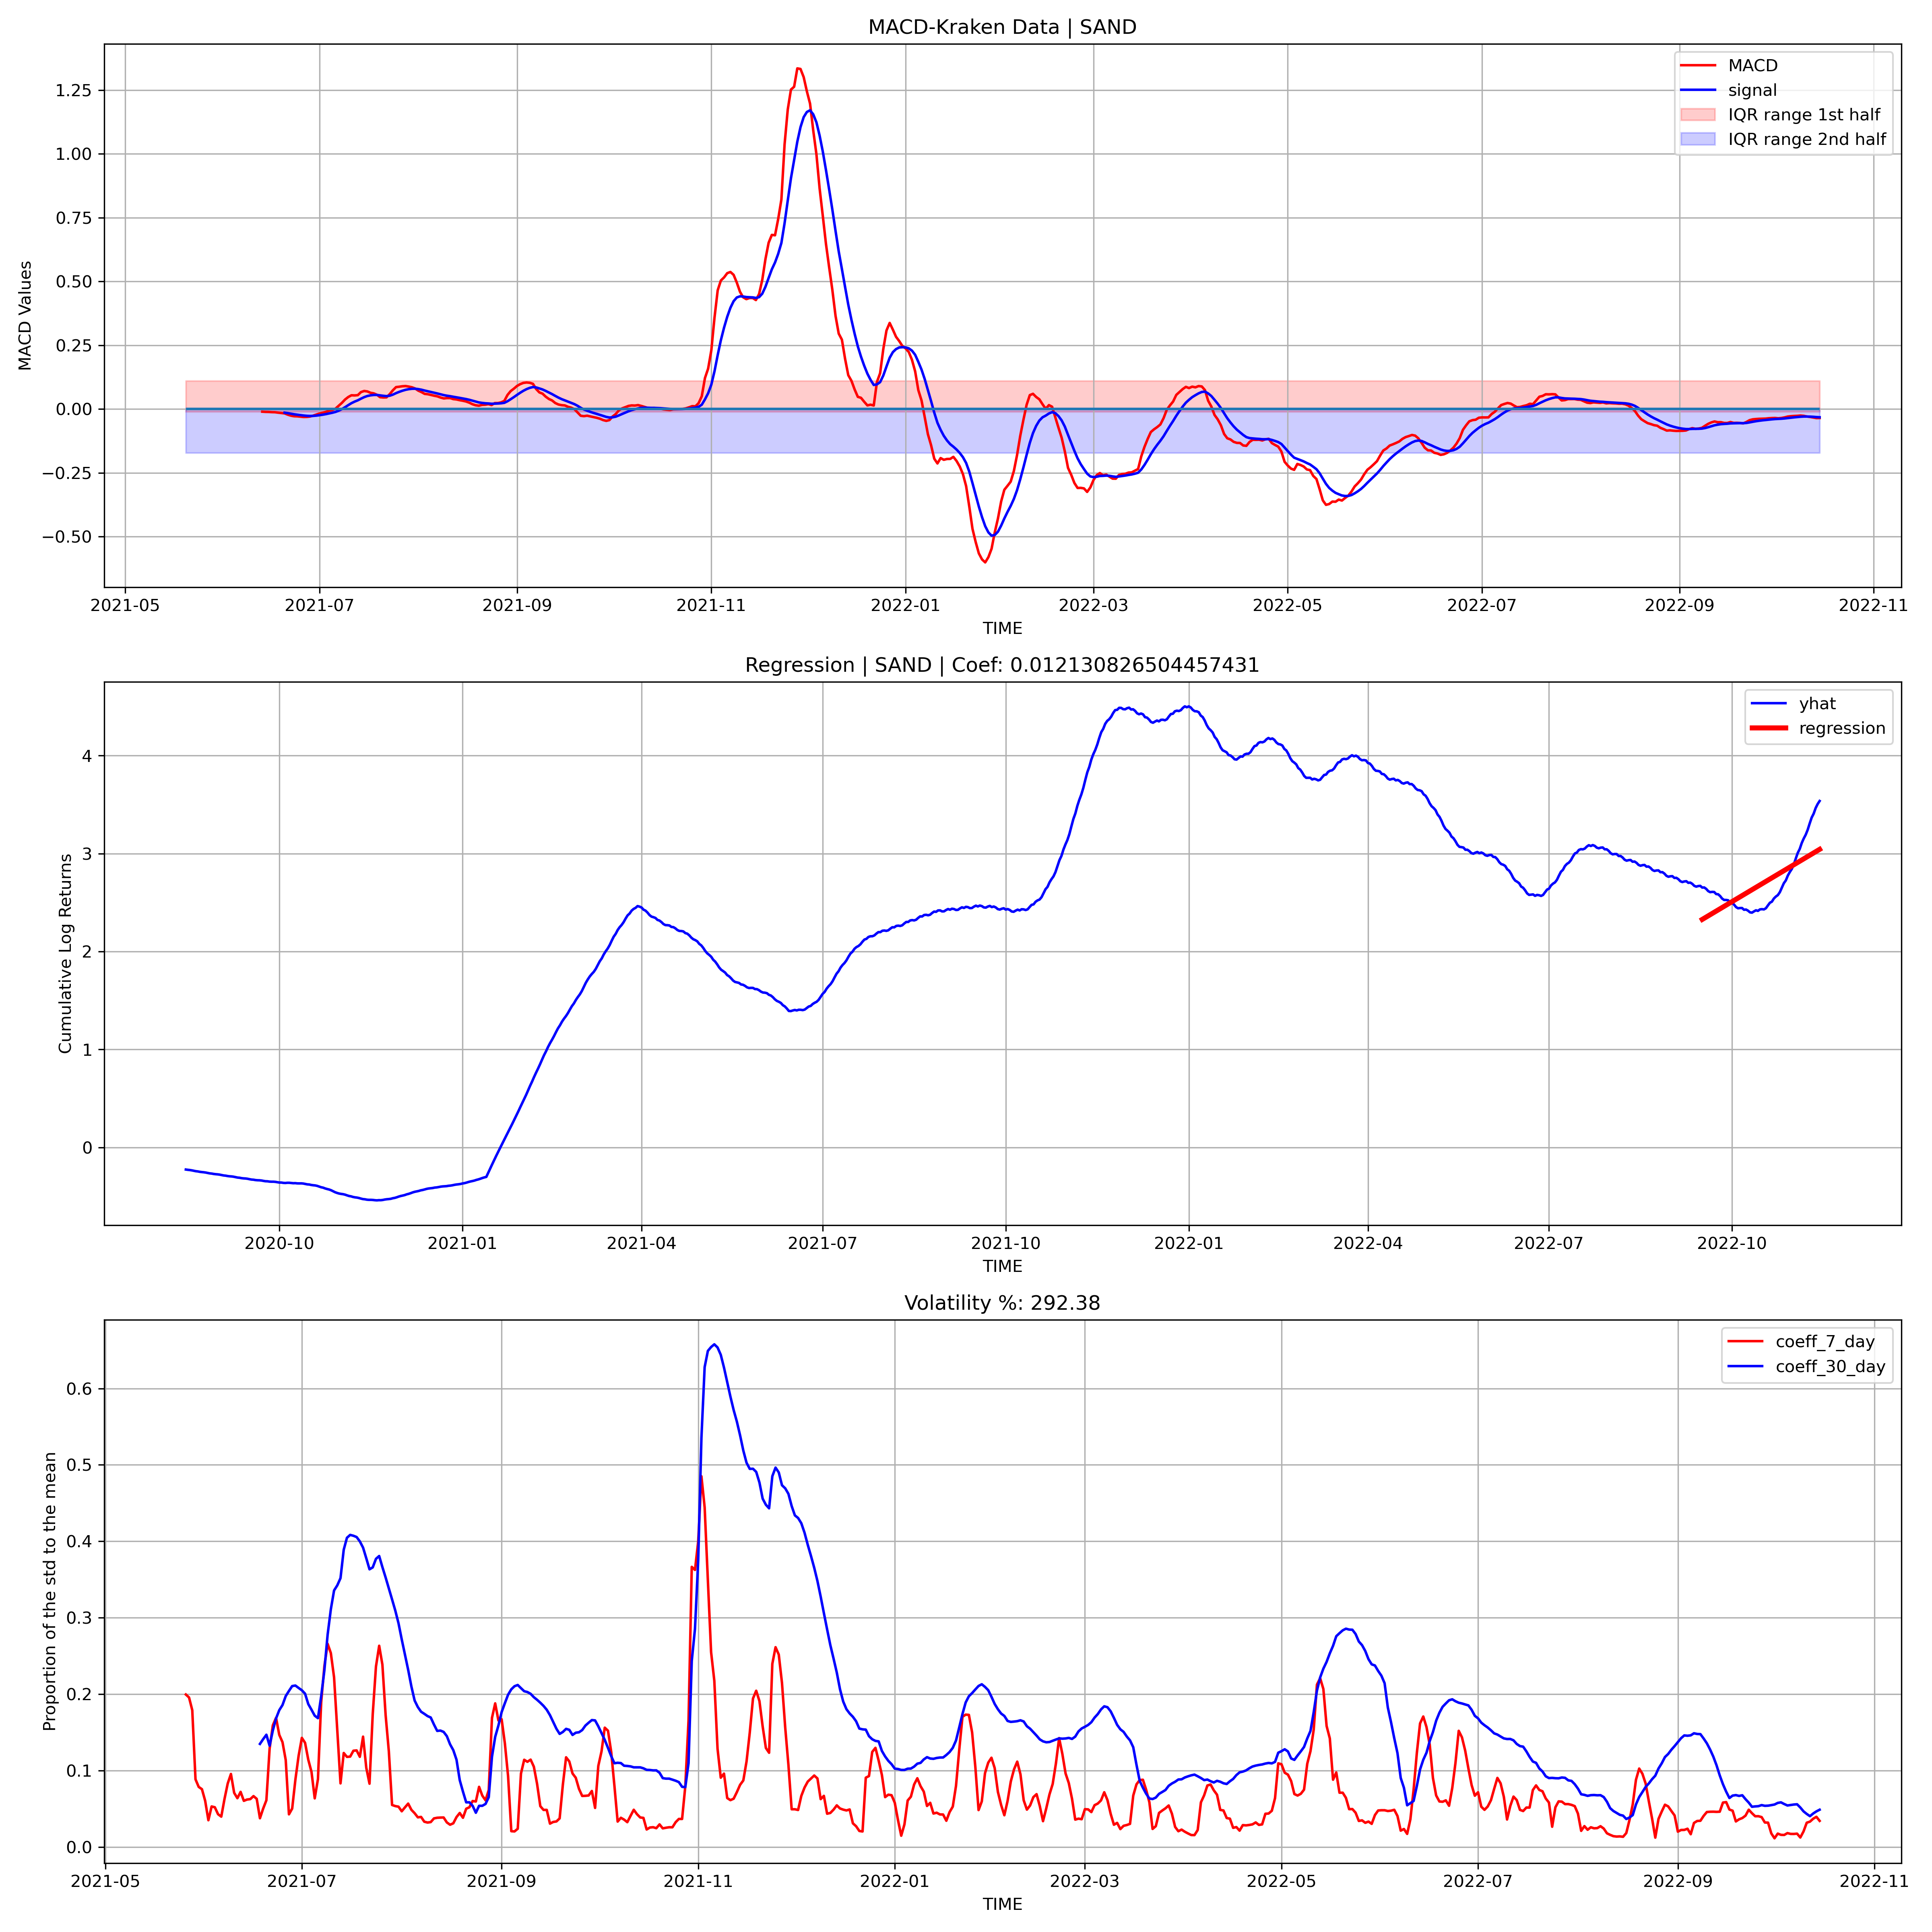 MACD-Kraken Data | SAND
MACD
signal
IQR range 1st half
IQR range 2nd half
MACD Values
1.25
1.00
0.75
0.50
0.25
0.00
−0.25
−0.50
2021-05 2021-07 2021-09 2021-11 2022-01 2022-03 2022-05 2022-07 2022-09 2022-11
TIME
Regression | SAND | Coef: 0.012130826504457431
yhat
regression
Cumulative Log Returns
4
3
2
1
0
2020-10 2021-01 2021-04 2021-07 2021-10 2022-01 2022-04 2022-07 2022-10
TIME
Volatility %: 292.38
coeff_7_day
coeff_30_day
Proportion of the std to the mean
0.6
0.5
0.4
0.3
0.2
0.1
0.0
2021-05 2021-07 2021-09 2021-11 2022-01 2022-03 2022-05 2022-07 2022-09 2022-11
TIME